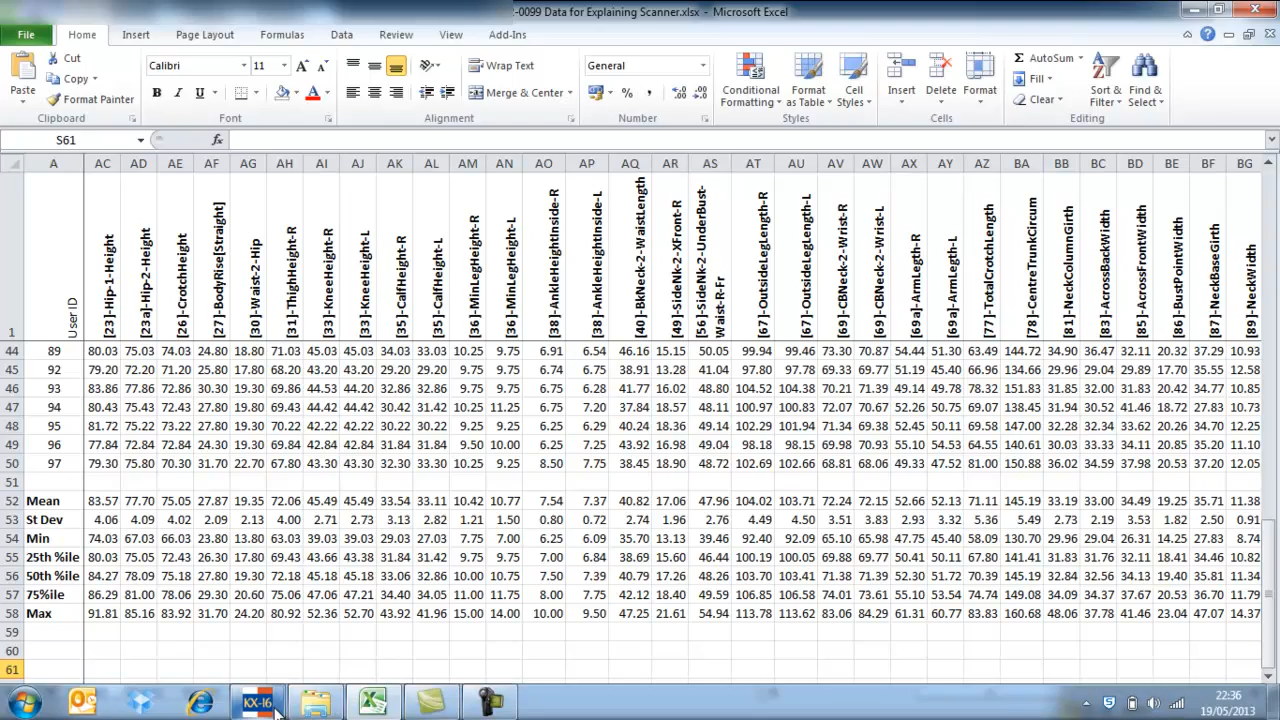 -0099 Data for Explaining Scanner.xlsx - Microsoft Excel
File Home Insert Page Layout Formulas Data Review View Add-Ins
Paste Cut Copy Format Painter Clipboard
Calibri 11 A A B I U A Font
Wrap Text Merge & Center Alignment
General % , Number
Conditional Formatting Format as Table Cell Styles Styles
Insert Delete Format Cells
Σ AutoSum Fill Clear Sort & Filter Find & Select Editing
S61 fx
A AC AD AE AF AG AH AI AJ AK AL AM AN AO AP AQ AR AS AT AU AV AW AX AY AZ BA BB BC BD BE BF BG
1 User ID [23]-Hip-1-Height [23a]-Hip-2-Height [26]-CrotchHeight [27]-BodyRise[Straight] [30]-Waist-2-Hip [31]-ThighHeight-R [33]-KneeHeight-R [33]-KneeHeight-L [35]-CalfHeight-R [35]-CalfHeight-L [36]-MinLegHeight-R [36]-MinLegHeight-L [38]-AnkleHeightInside-R [38]-AnkleHeightInside-L [40]-BkNeck-2-WaistLength [49]-SideNk-2-XFront-R [56]-SideNK-2-UnderBust-2-Waist-R-Fr [67]-OutsideLegLength-R [67]-OutsideLegLength-L [69]-CBNeck-2-Wrist-R [69]-CBNeck-2-Wrist-L [69a]-ArmLegth-R [69a]-ArmLegth-L [77]-TotalCrotchLength [78]-CentreTrunkCircum [81]-NeckColumnGirth [83]-AcrossBackWidth [85]-AcrossFrontWidth [86]-BustPointWidth [87]-NeckBaseGirth [89]-NeckWidth
44 89 80.03 75.03 74.03 24.80 18.80 71.03 45.03 45.03 34.03 33.03 10.25 9.75 6.91 6.54 46.16 15.15 50.05 99.94 99.46 73.30 70.87 54.44 51.30 63.49 144.72 34.90 36.47 32.11 20.32 37.29 10.93
45 92 79.20 72.20 71.20 25.80 17.80 68.20 43.20 43.20 29.20 29.20 9.75 9.75 6.74 6.75 38.91 13.28 41.04 97.80 97.78 69.33 69.77 51.19 45.40 66.96 134.66 29.96 29.04 29.89 17.70 35.55 12.58
46 93 83.86 77.86 72.86 30.30 19.30 69.86 44.53 44.20 32.86 32.86 9.75 9.75 6.75 6.28 41.77 16.02 48.80 104.52 104.38 70.21 71.39 49.14 49.78 78.32 151.83 31.85 32.00 31.83 20.42 34.77 10.85
47 94 80.43 75.43 72.43 27.80 19.80 69.43 44.42 44.42 30.42 31.42 10.25 11.25 6.75 7.20 37.84 18.57 48.11 100.97 100.83 72.07 70.67 52.26 50.75 69.07 138.45 31.94 30.52 41.46 18.72 27.83 10.73
48 95 81.72 75.22 73.22 27.80 19.30 70.22 42.22 42.22 30.22 31.22 9.25 9.25 6.25 6.29 40.24 18.36 49.14 102.29 101.94 71.34 69.38 52.45 50.11 69.58 147.00 32.28 32.34 33.62 20.26 34.70 12.25
49 96 77.84 72.84 72.84 24.30 19.30 69.84 42.84 42.84 31.84 31.84 9.50 10.00 6.25 7.25 43.92 16.98 49.04 98.18 98.15 69.98 70.93 55.10 54.53 64.55 140.61 30.03 33.33 34.11 20.85 35.20 11.10
50 97 79.30 75.80 70.30 31.70 22.70 67.80 43.30 43.30 32.30 33.30 10.25 9.25 8.50 7.75 38.45 18.90 48.72 102.69 102.66 68.81 68.06 49.33 47.52 81.00 150.88 36.02 34.59 37.98 20.53 37.20 12.05
51
52 Mean 83.57 77.70 75.05 27.87 19.35 72.06 45.49 45.49 33.54 33.11 10.42 10.77 7.54 7.37 40.82 17.06 47.96 104.02 103.71 72.24 72.15 52.66 52.13 71.11 145.19 33.19 33.00 34.49 19.25 35.71 11.38
53 St Dev 4.06 4.09 4.02 2.09 2.13 4.00 2.71 2.73 3.13 2.82 1.21 1.50 0.80 0.72 2.74 1.96 2.76 4.49 4.50 3.51 3.83 2.93 3.32 5.36 5.49 2.73 2.19 3.53 1.82 2.50 0.91
54 Min 74.03 67.03 66.03 23.80 13.80 63.03 39.03 39.03 29.03 27.03 7.75 7.00 6.25 6.09 35.70 13.13 39.46 92.40 92.09 65.10 65.98 47.75 45.40 58.09 130.70 29.96 29.04 26.31 14.25 27.83 8.74
55 25th %ile 80.03 75.05 72.43 26.30 17.80 69.43 43.66 43.38 31.84 31.42 9.75 9.75 7.00 6.84 38.69 15.60 46.44 100.19 100.05 69.88 69.77 50.41 50.11 67.80 141.41 31.83 31.76 32.11 18.41 34.46 10.82
56 50th %ile 84.27 78.09 75.18 27.80 19.30 72.18 45.18 45.18 33.06 32.86 10.00 10.75 7.50 7.39 40.79 17.26 48.26 103.70 103.41 71.38 71.39 52.30 51.72 70.39 145.19 32.84 32.56 34.13 19.40 35.81 11.34
57 75%ile 86.29 81.00 78.06 29.30 20.60 75.06 47.06 47.21 34.40 34.05 11.00 11.75 8.00 7.75 42.12 18.40 49.59 106.85 106.58 74.01 73.61 55.10 53.54 74.74 149.08 34.09 34.37 37.67 20.53 36.70 11.79
58 Max 91.81 85.16 83.92 31.70 24.20 80.92 52.36 52.70 43.92 41.96 15.00 14.00 10.00 9.50 47.25 21.61 54.94 113.78 113.62 83.06 84.29 61.31 60.77 83.83 160.68 48.06 37.78 41.46 23.04 47.07 14.37
59
60
61
KX-16
22:36
19/05/2013